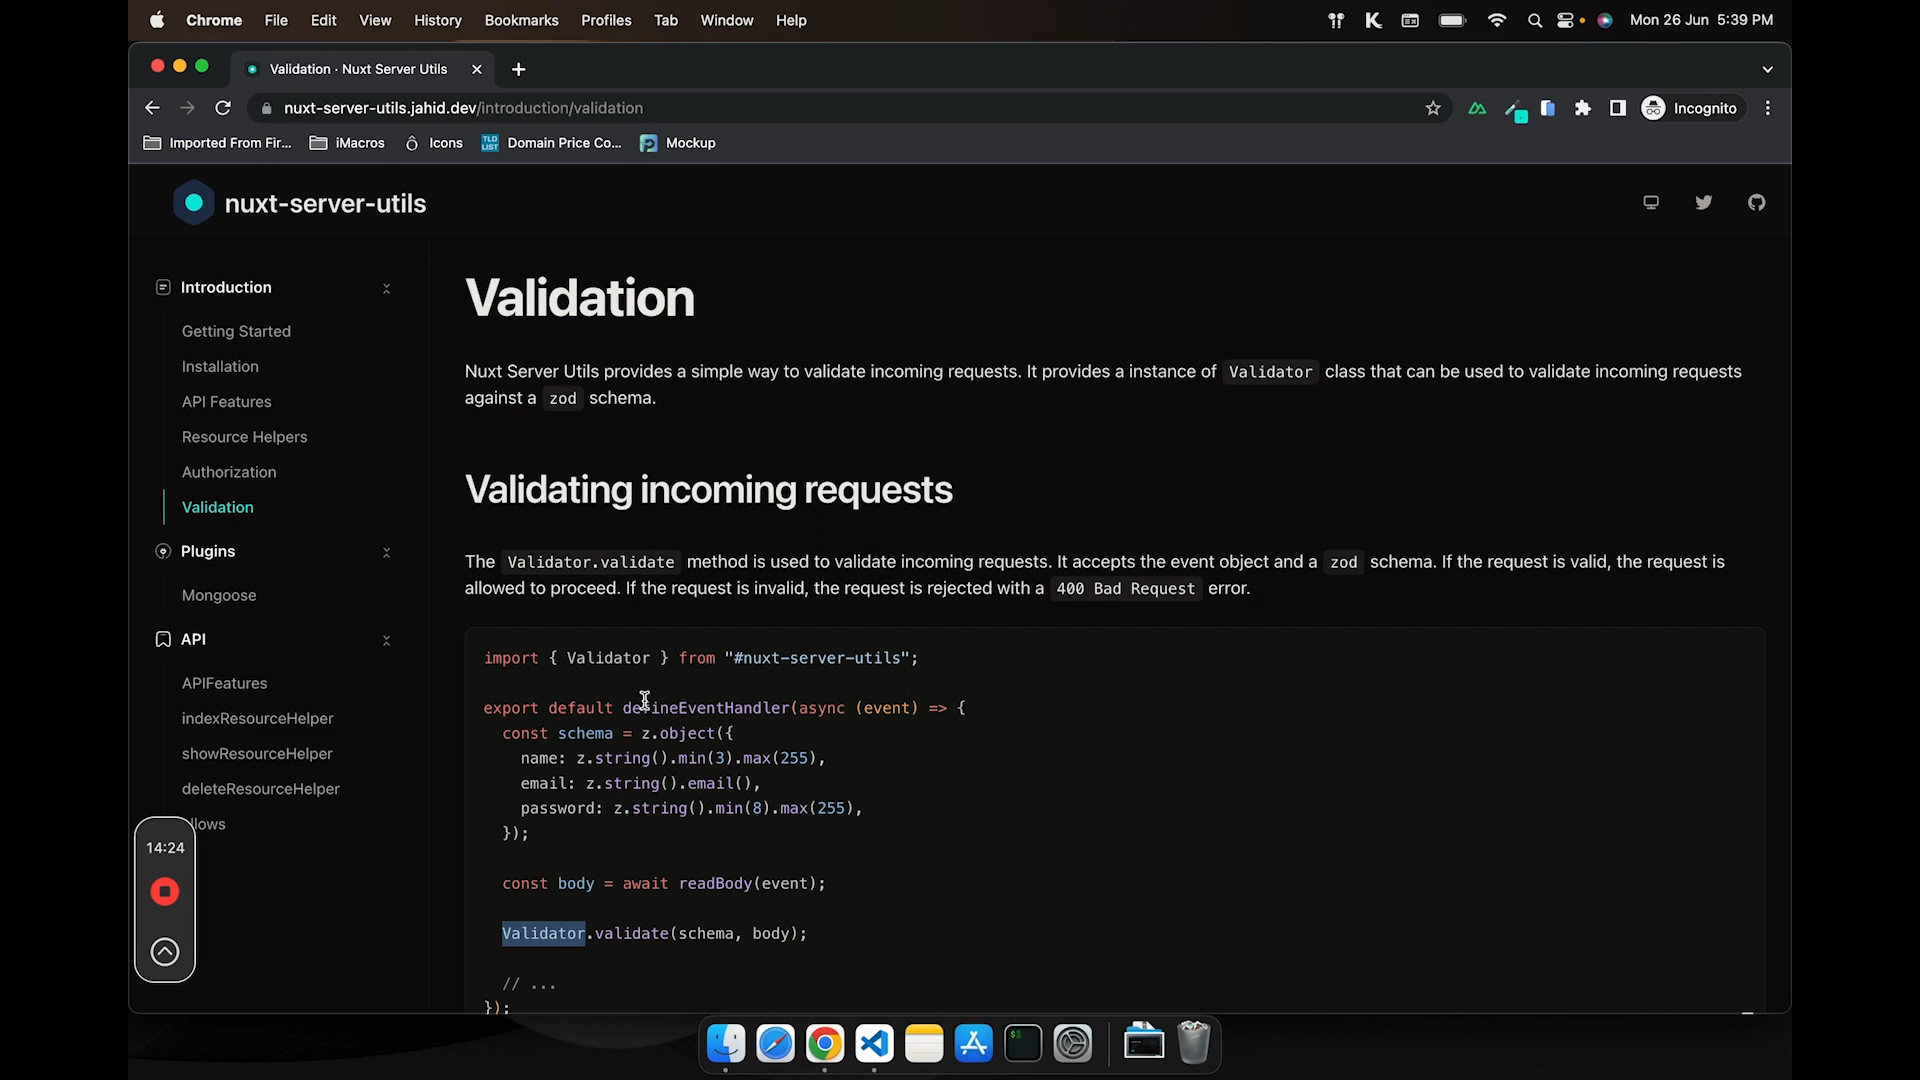 Chrome File Edit View History Bookmarks Profiles Tab Window Help Mon 26 Jun 5:39 PM
Validation · Nuxt Server Utils
nuxt-server-utils.jahid.dev/introduction/validation Incognito
Imported From Fir... iMacros Icons TLD LIST Domain Price Co... Mockup
nuxt-server-utils
Introduction
Getting Started
Installation
API Features
Resource Helpers
Authorization
Validation
Plugins
Mongoose
API
APIFeatures
indexResourceHelper
showResourceHelper
deleteResourceHelper
llows
14:24
Validation
Nuxt Server Utils provides a simple way to validate incoming requests. It provides a instance of Validator class that can be used to validate incoming requests
against a zod schema.
Validating incoming requests
The Validator.validate method is used to validate incoming requests. It accepts the event object and a zod schema. If the request is valid, the request is
allowed to proceed. If the request is invalid, the request is rejected with a 400 Bad Request error.
import { Validator } from "#nuxt-server-utils";
export default defineEventHandler(async (event) => {
const schema = z.object({
name: z.string().min(3).max(255),
email: z.string().email(),
password: z.string().min(8).max(255),
});
const body = await readBody(event);
Validator.validate(schema, body);
// ...
});